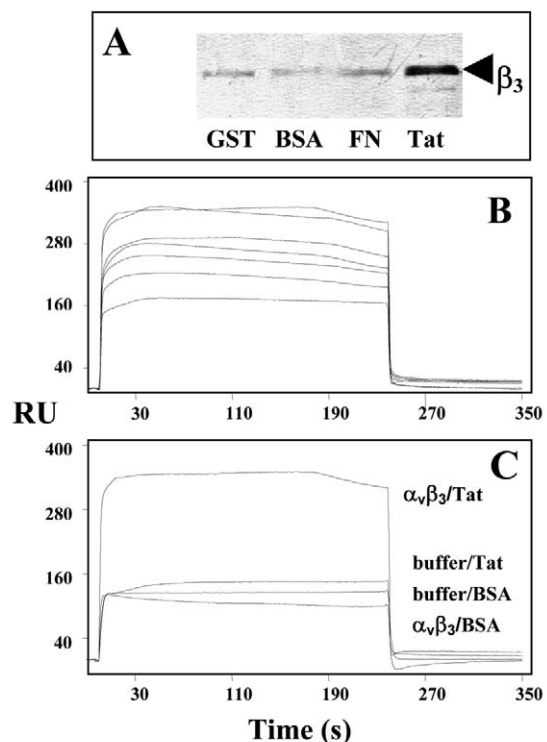 A
β3
GST BSA FN Tat
400
B
280
160
40
RU
30 110 190 270 350
400
C
αvβ3/Tat
280
160
buffer/Tat
buffer/BSA
αvβ3/BSA
40
30 110 190 270 350
Time (s)